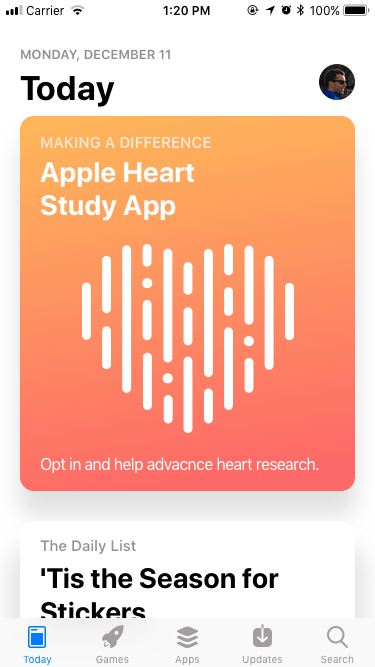 Carrier 1:20 PM 100%
MONDAY, DECEMBER 11
Today
MAKING A DIFFERENCE
Apple Heart
Study App
Opt in and help advacnce heart research.
The Daily List
'Tis the Season for
Stickers
Today Games Apps Updates Search